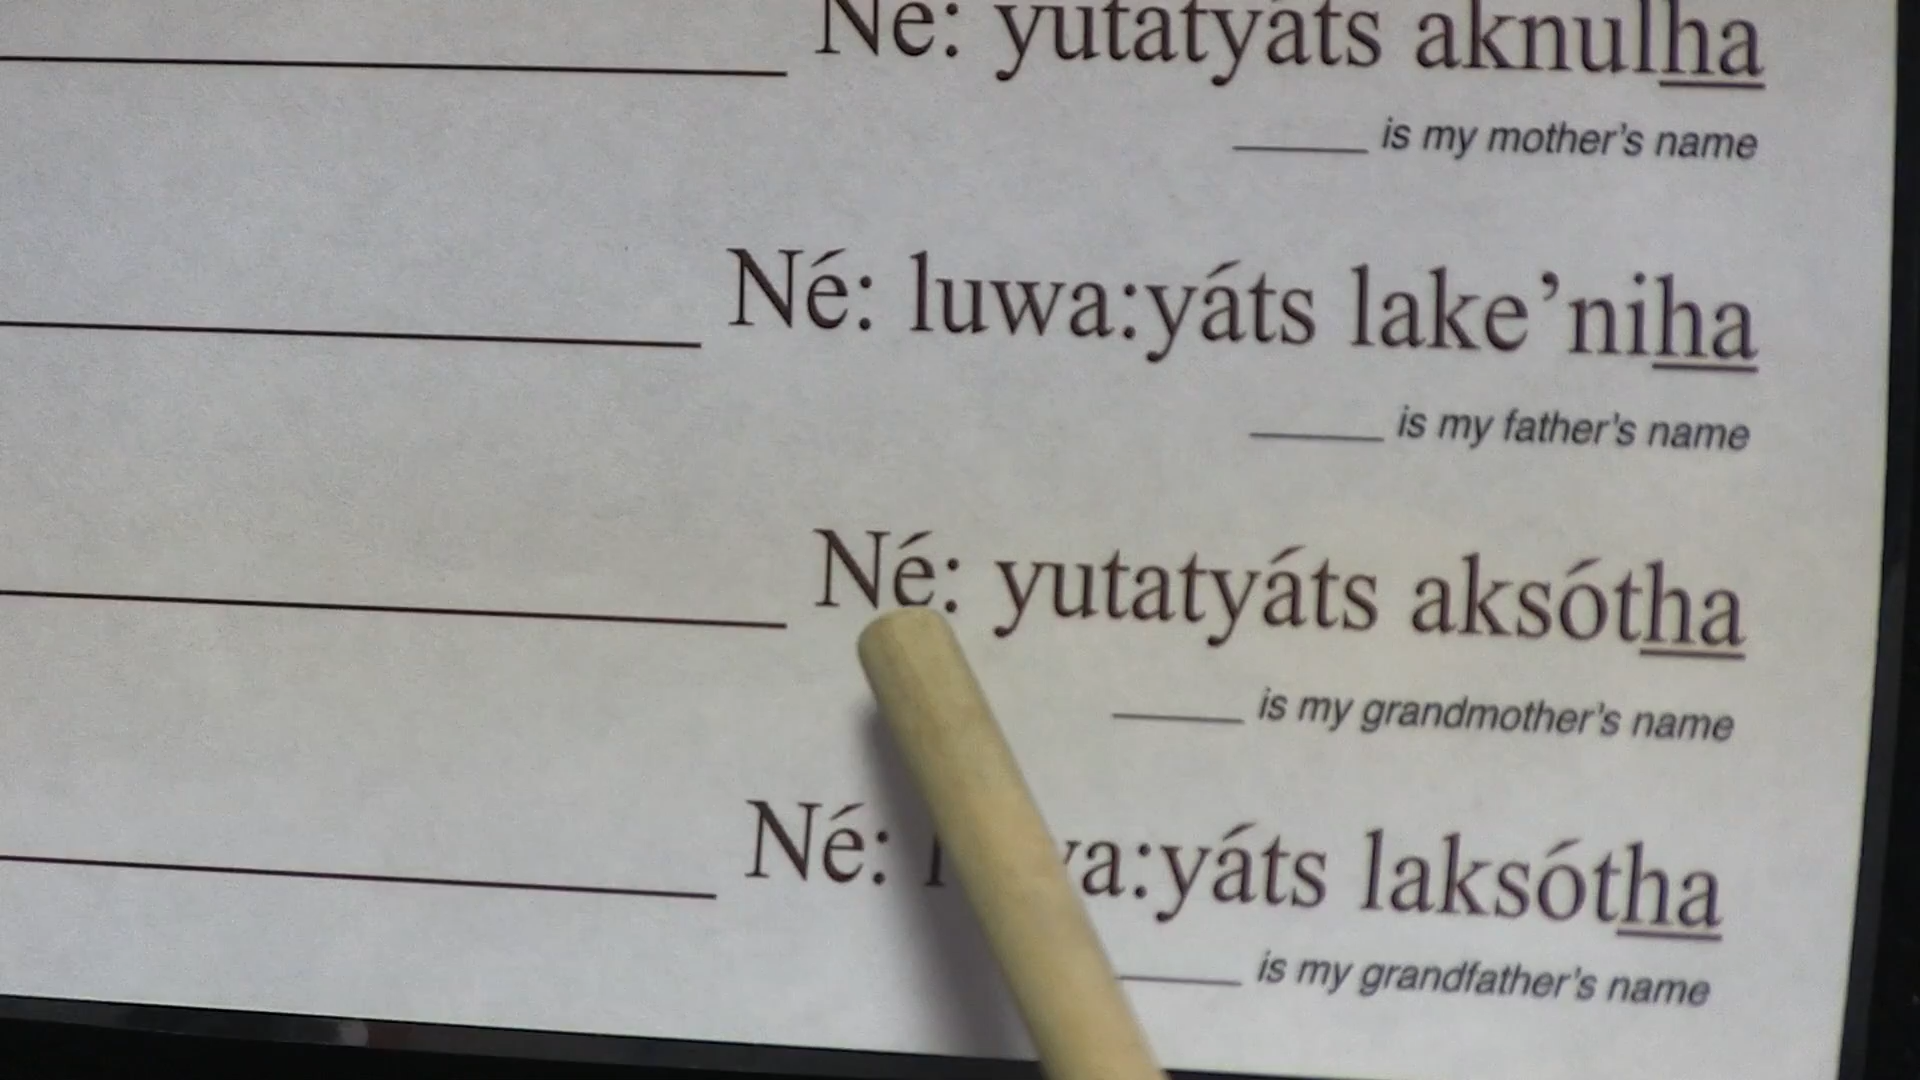 Né: yutatyáts aknulha
_____ is my mother's name
Né: luwa:yáts lake’niha
_____ is my father's name
Né: yutatyáts aksótha
_____ is my grandmother's name
Né: yáts laksótha
_____ is my grandfather's name